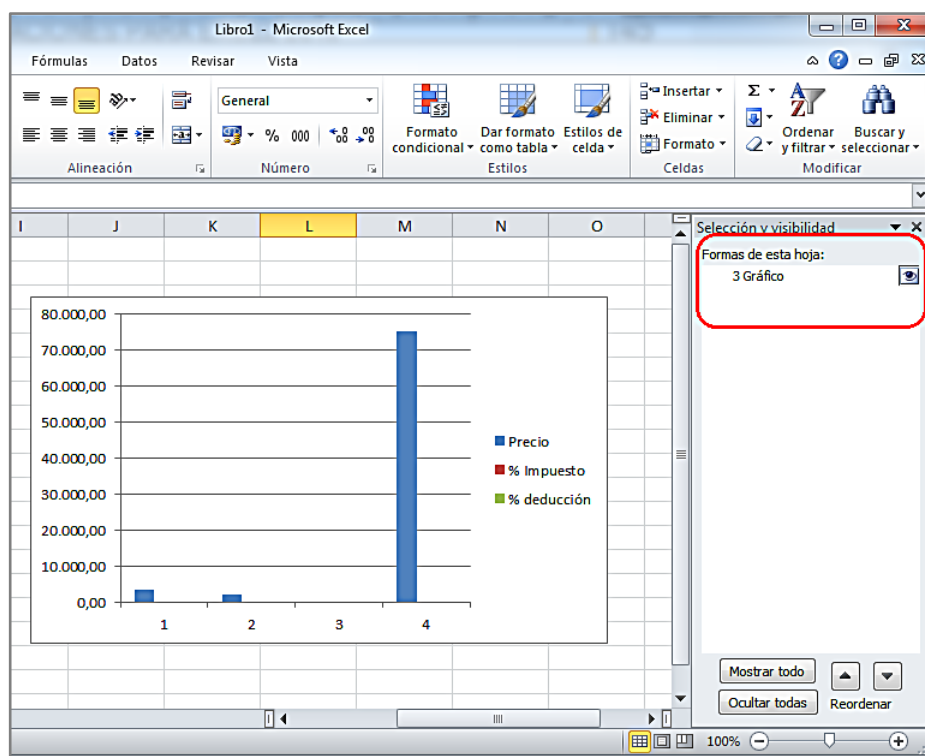 Libro1 - Microsoft Excel
Fórmulas Datos Revisar Vista
General
% 000
Formato condicional
Dar formato como tabla
Estilos de celda
Insertar
Eliminar
Formato
Σ
Ordenar y filtrar
Buscar y seleccionar
Alineación Número Estilos Celdas Modificar
I J K L M N O
Selección y visibilidad
Formas de esta hoja:
3 Gráfico
80.000,00
70.000,00
60.000,00
50.000,00
40.000,00
30.000,00
20.000,00
10.000,00
0,00
1 2 3 4
Precio
% Impuesto
% deducción
Mostrar todo
Ocultar todas
Reordenar
100%